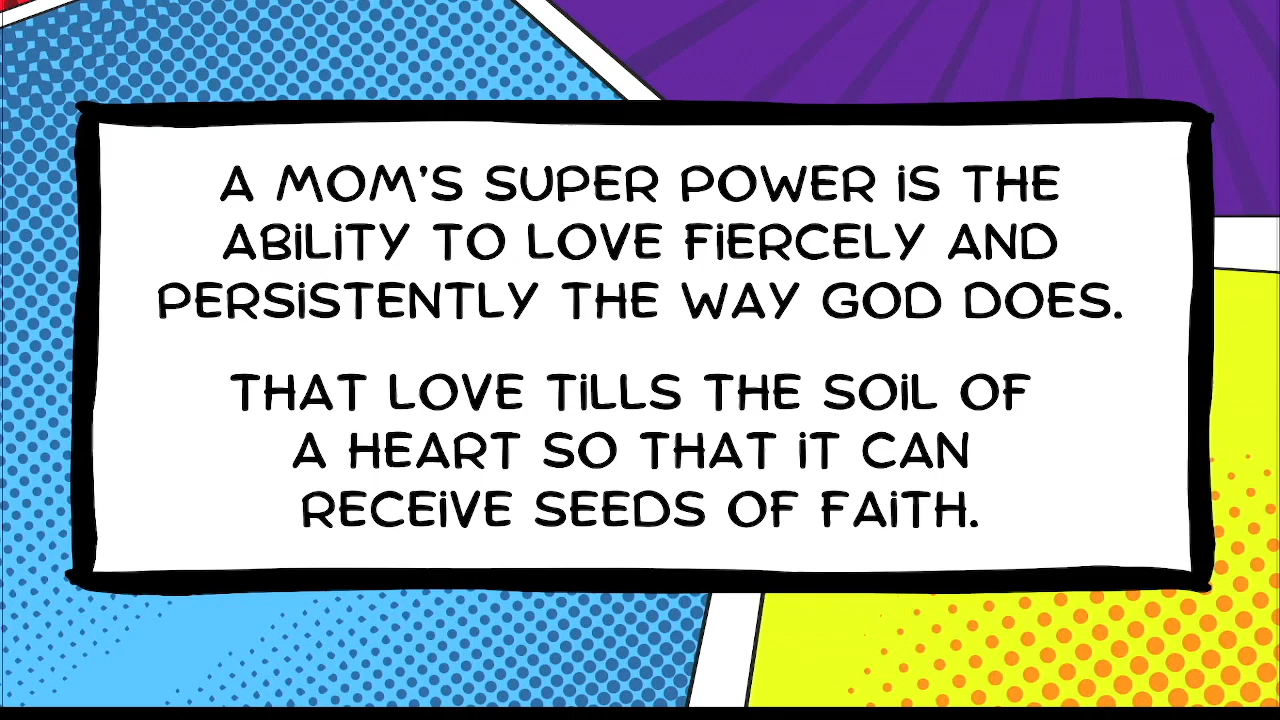 A MOM'S SUPER POWER iS THE
ABiLiTY TO LOVE FiERCELY AND
PERSiSTENTLY THE WAY GOD DOES.
THAT LOVE TiLLS THE SOiL OF
A HEART SO THAT iT CAN
RECEiVE SEEDS OF FAiTH.